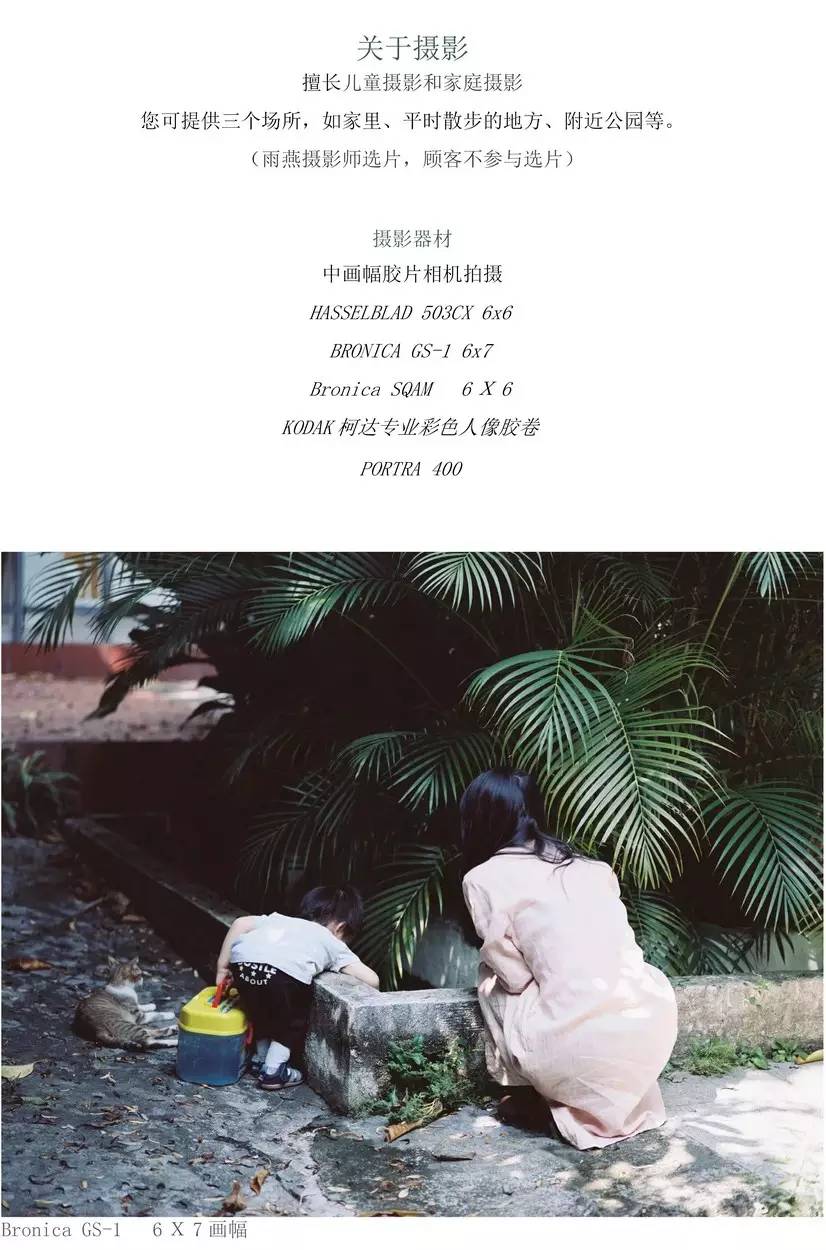 关于摄影
擅长儿童摄影和家庭摄影
您可提供三个场所，如家里、平时散步的地方、附近公园等。
（雨燕摄影师选片，顾客不参与选片）
摄影器材
中画幅胶片相机拍摄
HASSELBLAD 503CX 6x6
BRONICA GS-1 6x7
Bronica SQAM 6 X 6
KODAK柯达专业彩色人像胶卷
PORTRA 400
ABOUT
Bronica GS-1 6 X 7画幅